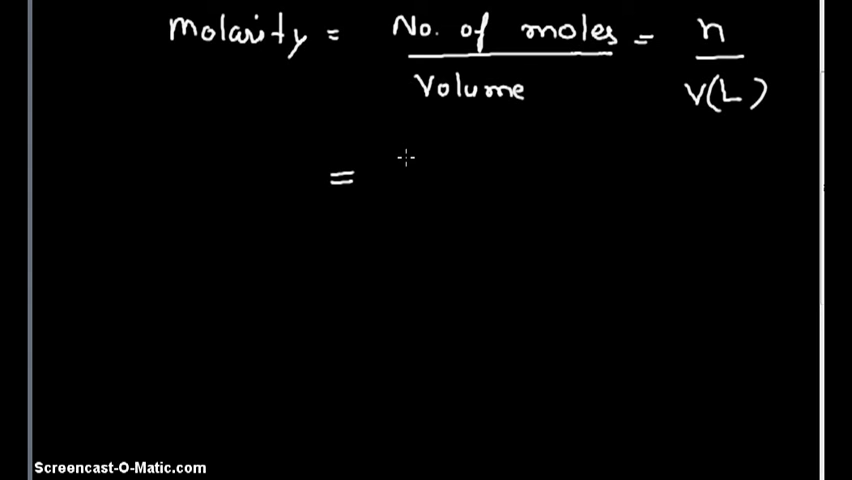 Molarity = No. of moles / Volume = n / V(L)
=
Screencast-O-Matic.com